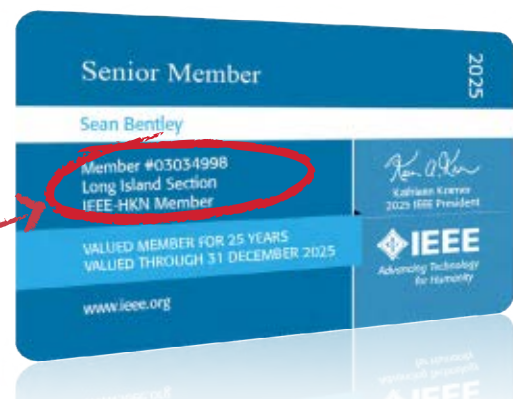 Senior Member
2025
Sean Bentley
Member #03034998
Long Island Section
IEEE-HKN Member
Kathleen Kramer
2025 IEEE President
VALUED MEMBER FOR 25 YEARS
VALUED THROUGH 31 DECEMBER 2025
IEEE
Advancing Technology
for Humanity
www.ieee.org